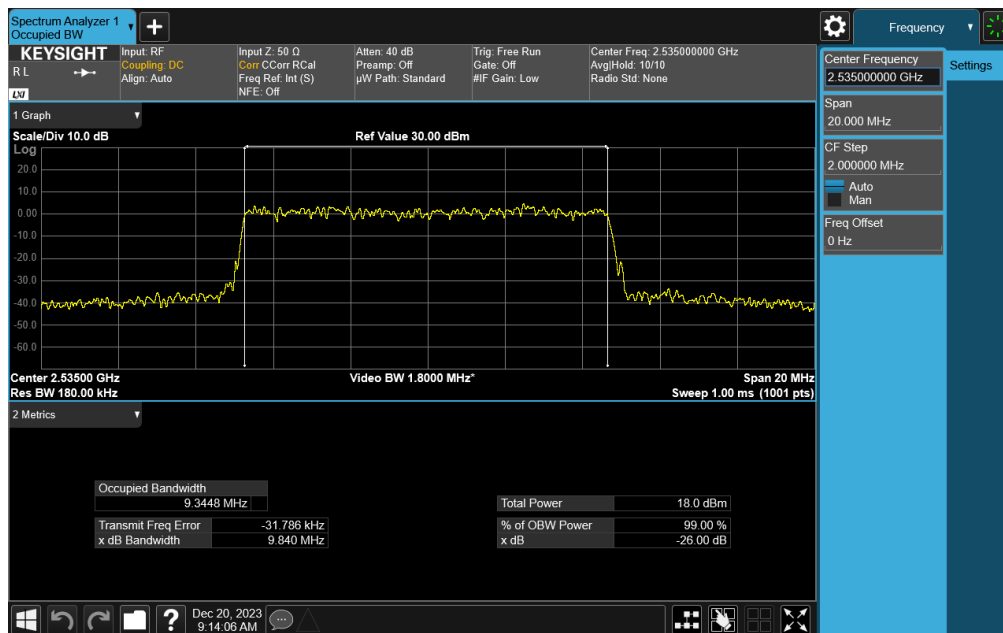 Spectrum Analyzer 1
Occupied BW
Frequency
KEYSIGHT
R L
LXI
Input: RF
Coupling: DC
Align: Auto
Input Z: 50 Ω
Corr CCorr RCal
Freq Ref: Int (S)
NFE: Off
Atten: 40 dB
Preamp: Off
µW Path: Standard
Trig: Free Run
Gate: Off
#IF Gain: Low
Center Freq: 2.535000000 GHz
Avg|Hold: 10/10
Radio Std: None
Center Frequency
2.535000000 GHz
Settings
Span
20.000 MHz
CF Step
2.000000 MHz
Auto
Man
Freq Offset
0 Hz
1 Graph
Scale/Div 10.0 dB
Ref Value 30.00 dBm
Log
20.0
10.0
0.00
-10.0
-20.0
-30.0
-40.0
-50.0
-60.0
Center 2.53500 GHz
Video BW 1.8000 MHz*
Span 20 MHz
Res BW 180.00 kHz
Sweep 1.00 ms (1001 pts)
2 Metrics
Occupied Bandwidth
9.3448 MHz
Total Power 18.0 dBm
Transmit Freq Error -31.786 kHz
% of OBW Power 99.00 %
x dB Bandwidth 9.840 MHz
x dB -26.00 dB
Dec 20, 2023
9:14:06 AM